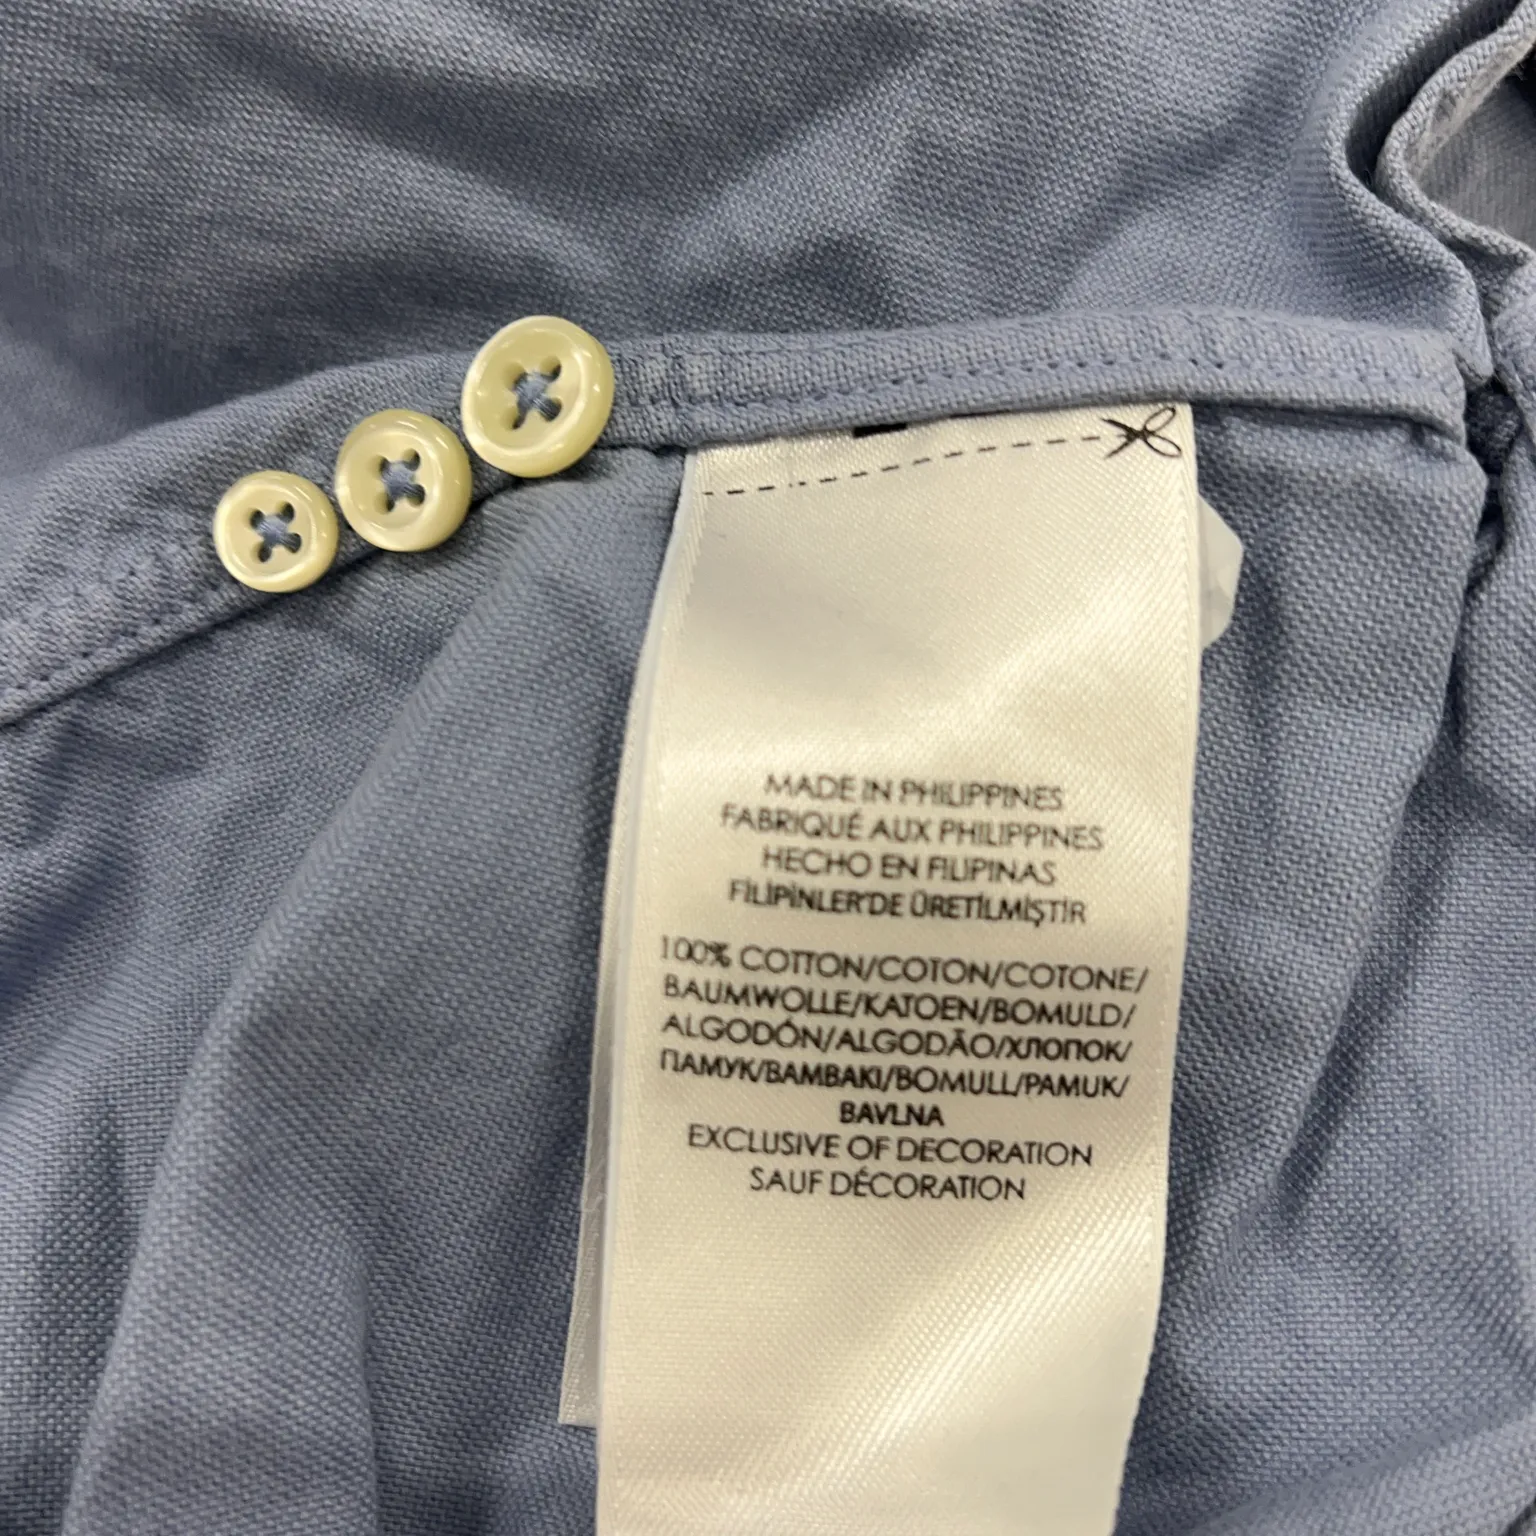 MADE IN PHILIPPINES
FABRIQUÉ AUX PHILIPPINES
HECHO EN FILIPINAS
FİLİPİNLER'DE ÜRETİLMİŞTİR
100% COTTON/COTON/COTONE/
BAUMWOLLE/KATOEN/BOMULD/
ALGODÓN/ALGODÃO/ХЛОПОК/
ПАМУК/BAMBAKI/BOMULL/PAMUK/
BAVLNA
EXCLUSIVE OF DECORATION
SAUF DÉCORATION